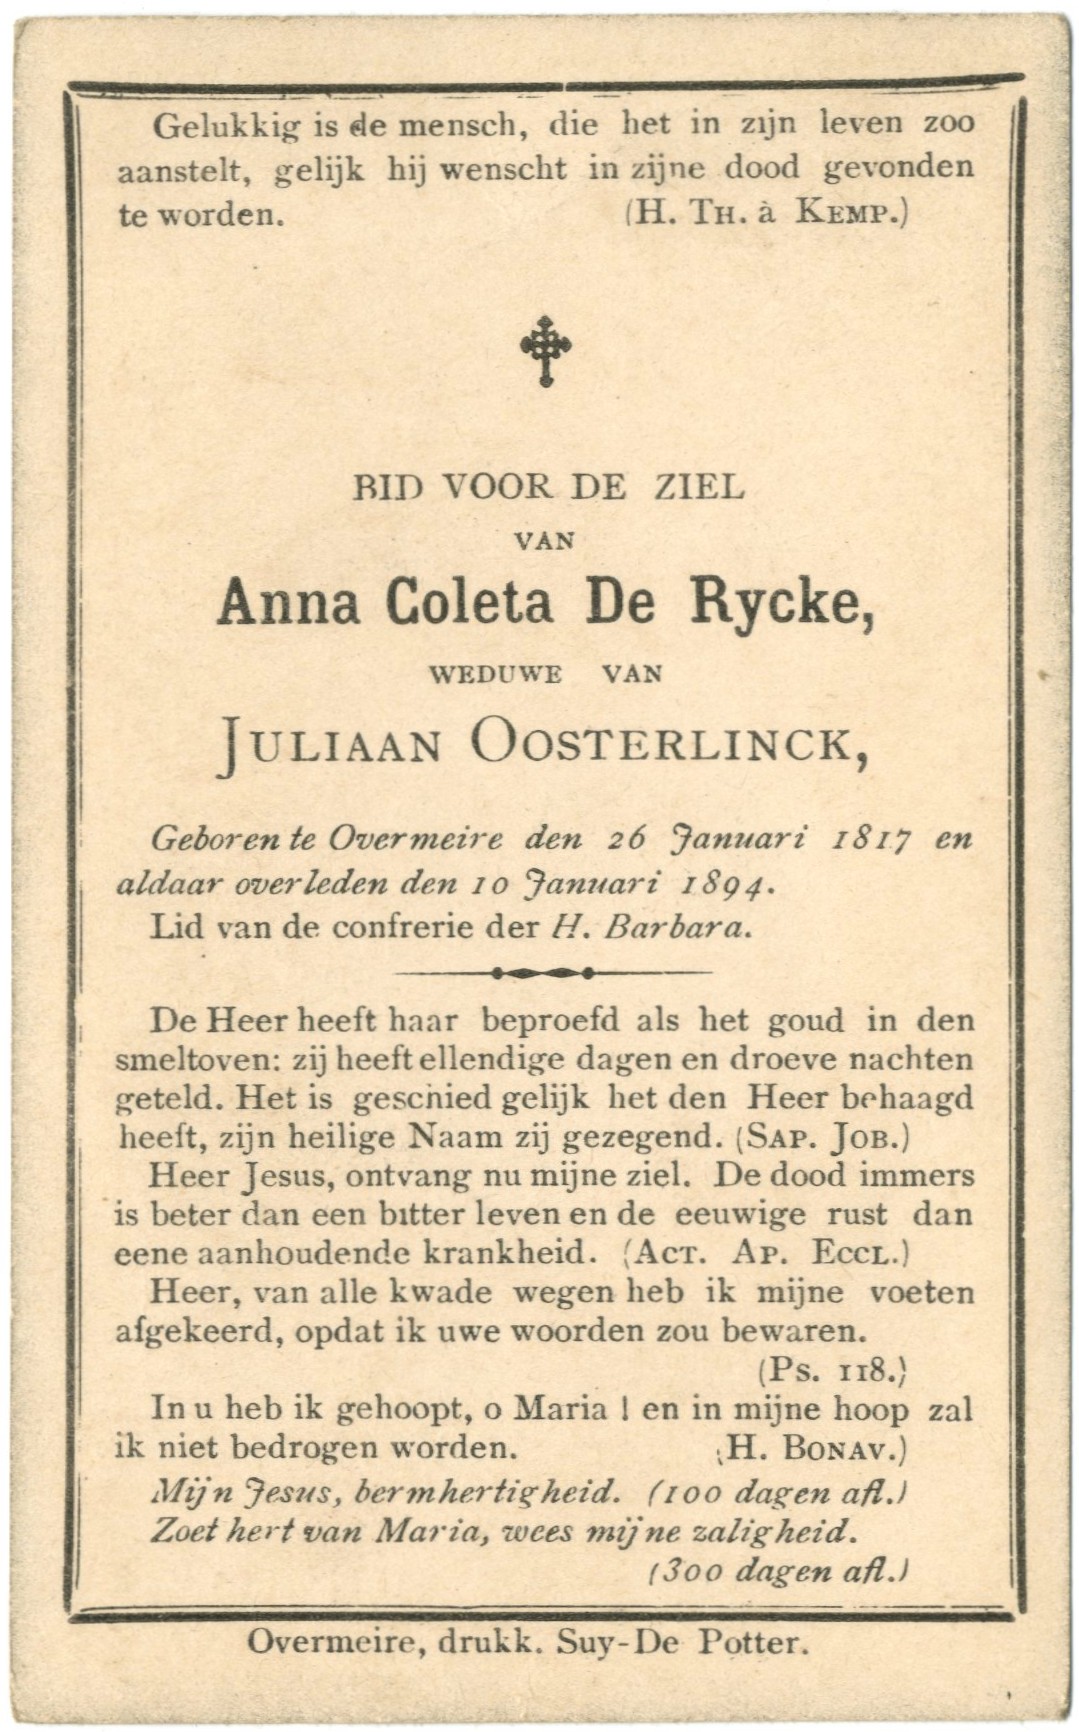 Gelukkig is de mensch, die het in zijn leven zoo
aanstelt, gelijk hij wenscht in zijne dood gevonden
te worden. (H. Th. à Kemp.)
BID VOOR DE ZIEL
VAN
Anna Coleta De Rycke,
WEDUWE VAN
Juliaan Oosterlinck,
Geboren te Overmeire den 26 Januari 1817 en
aldaar overleden den 10 Januari 1894.
Lid van de confrerie der H. Barbara.
De Heer heeft haar beproefd als het goud in den
smeltoven: zij heeft ellendige dagen en droeve nachten
geteld. Het is geschied gelijk het den Heer behaagd
heeft, zijn heilige Naam zij gezegend. (Sap. Job.)
Heer Jesus, ontvang nu mijne ziel. De dood immers
is beter dan een bitter leven en de eeuwige rust dan
eene aanhoudende krankheid. (Act. Ap. Eccl.)
Heer, van alle kwade wegen heb ik mijne voeten
afgekeerd, opdat ik uwe woorden zou bewaren.
(Ps. 118.)
In u heb ik gehoopt, o Maria ! en in mijne hoop zal
ik niet bedrogen worden. (H. Bonav.)
Mijn Jesus, bermhertigheid. (100 dagen afl.)
Zoet hert van Maria, wees mijne zaligheid.
(300 dagen afl.)
Overmeire, drukk. Suy-De Potter.